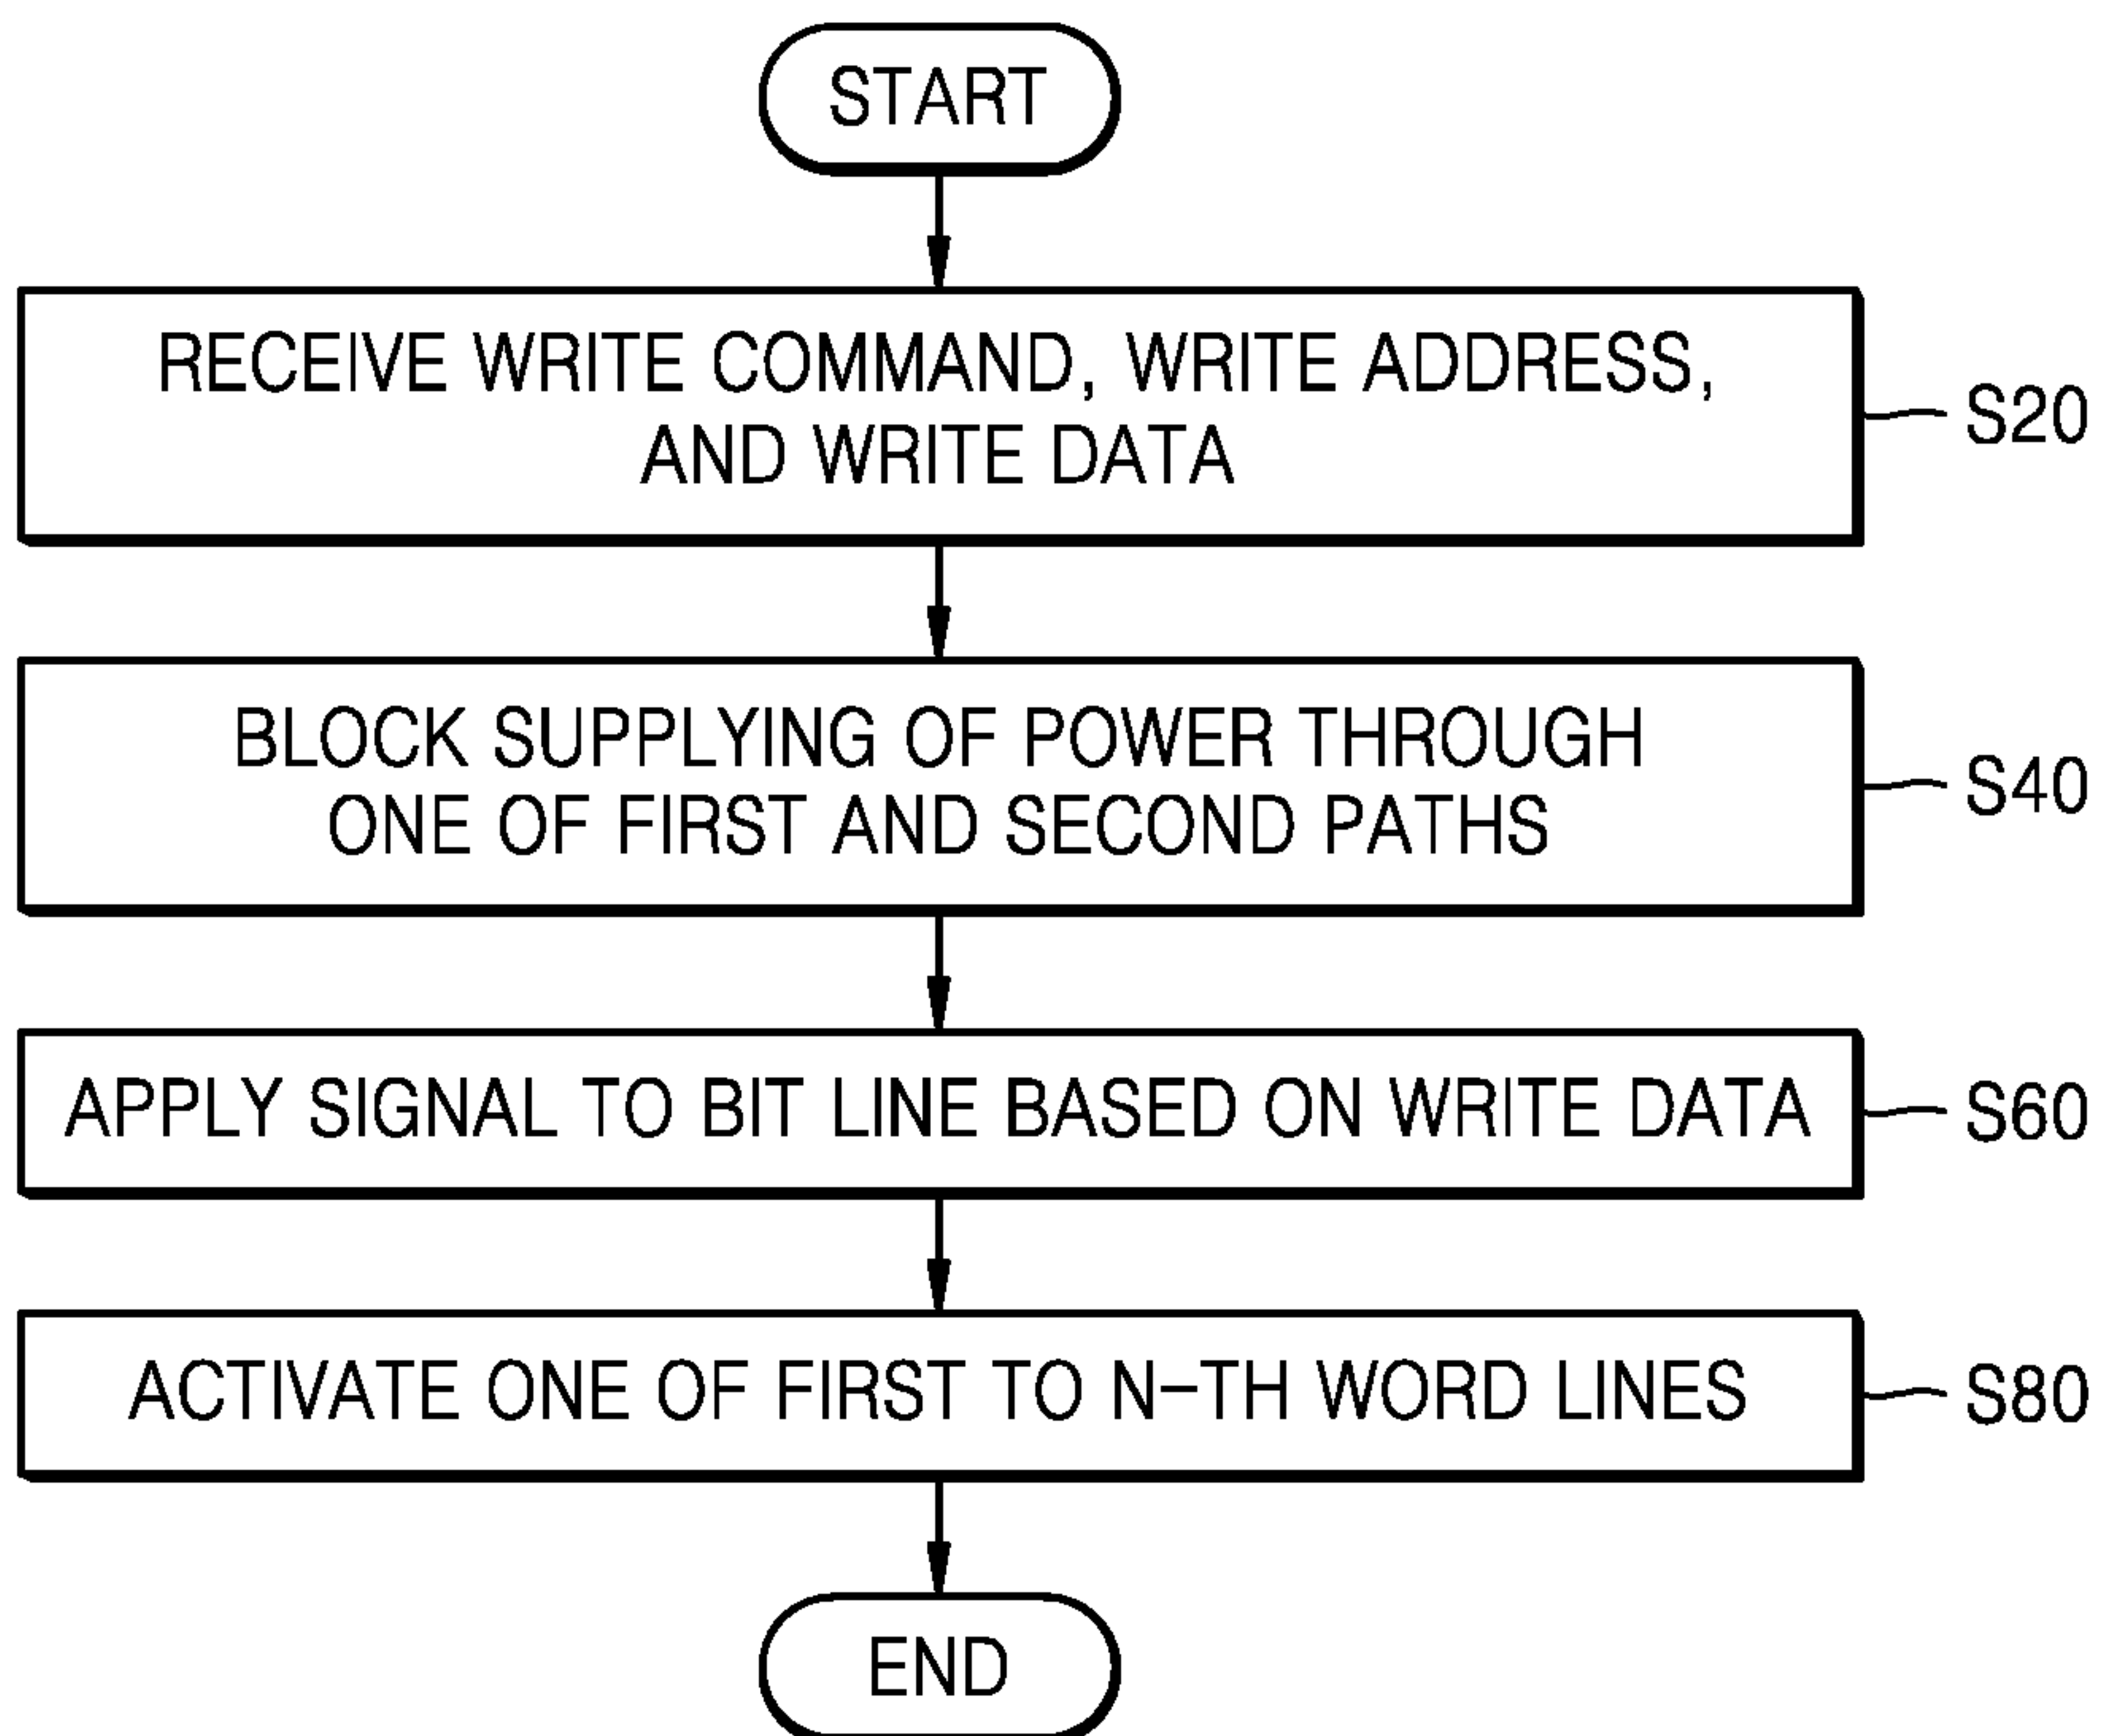 START
RECEIVE WRITE COMMAND, WRITE ADDRESS,
AND WRITE DATA
S20
BLOCK SUPPLYING OF POWER THROUGH
ONE OF FIRST AND SECOND PATHS
S40
APPLY SIGNAL TO BIT LINE BASED ON WRITE DATA
S60
ACTIVATE ONE OF FIRST TO N-TH WORD LINES
S80
END